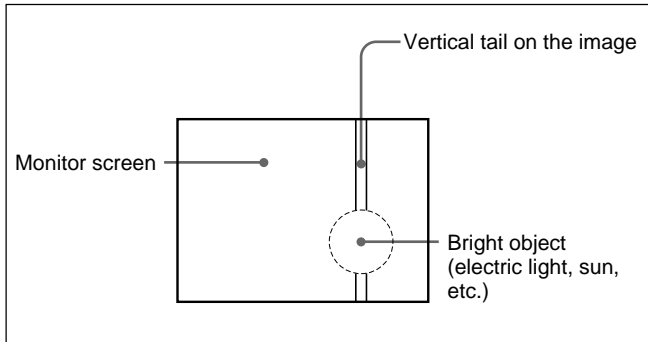 Vertical tail on the image
Monitor screen
Bright object
(electric light, sun,
etc.)